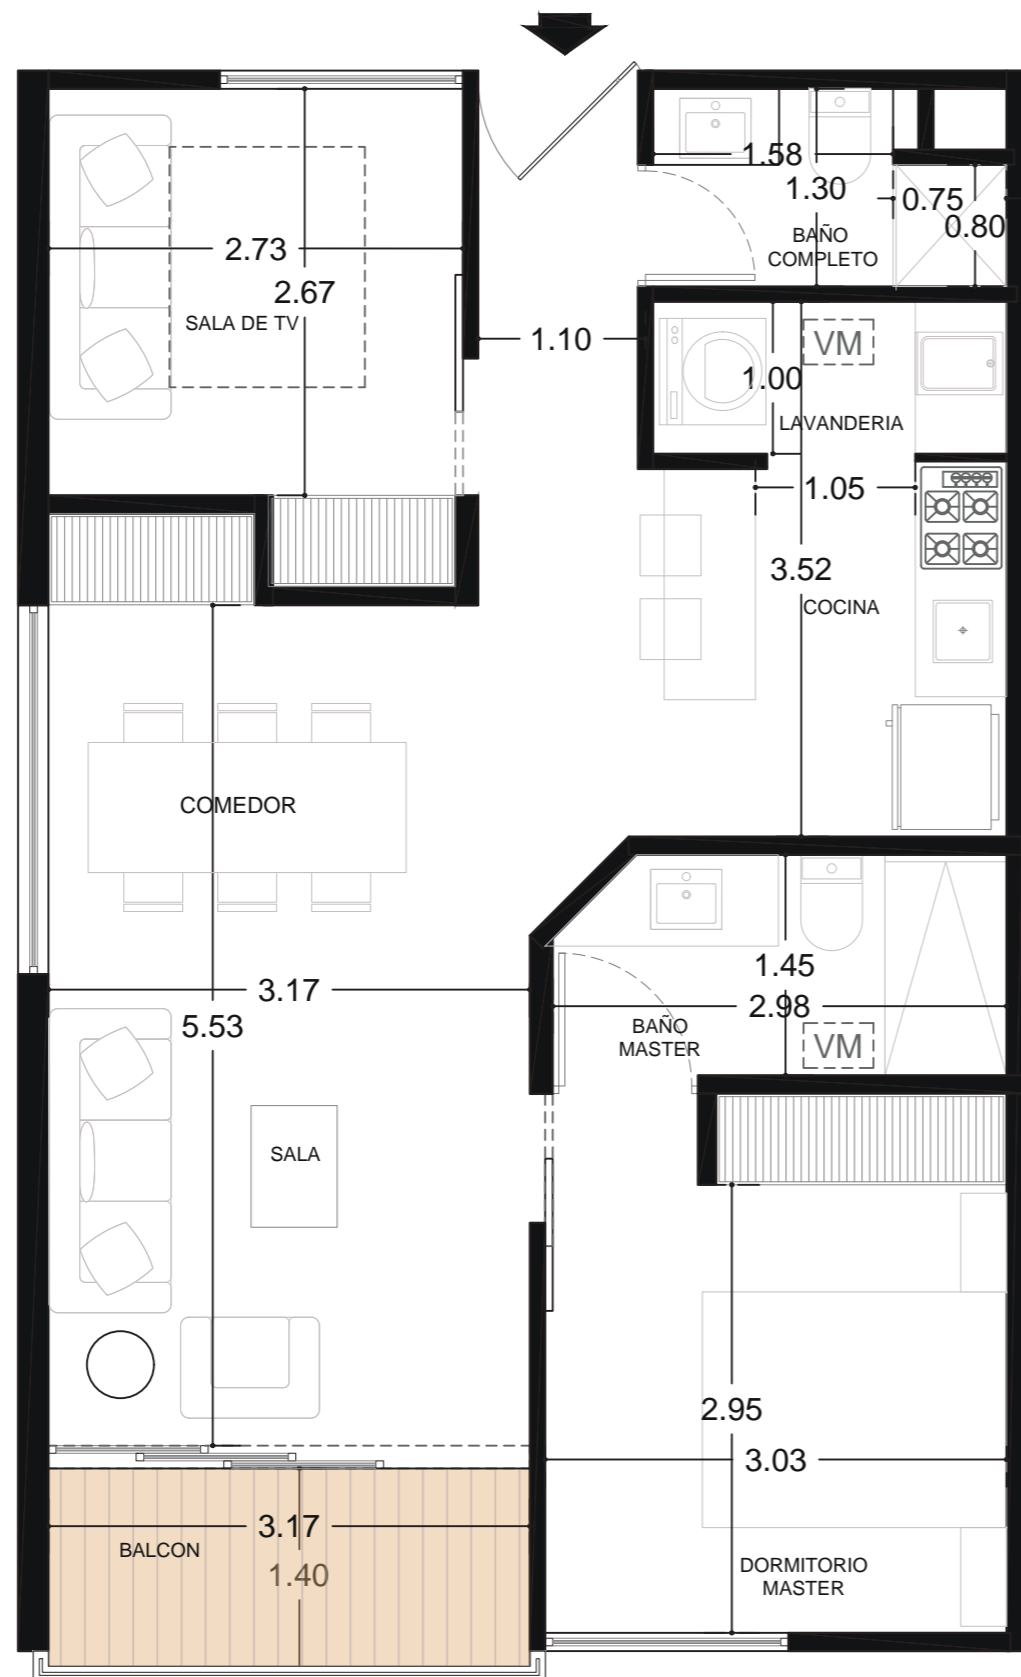 1.58
1.30
0.75
0.80
BAÑO
COMPLETO
2.73
2.67
SALA DE TV
1.10
VM
1.00
LAVANDERIA
1.05
3.52
COCINA
COMEDOR
3.17
5.53
1.45
2.98
BAÑO
MASTER
VM
SALA
2.95
3.03
3.17
BALCON
1.40
DORMITORIO
MASTER